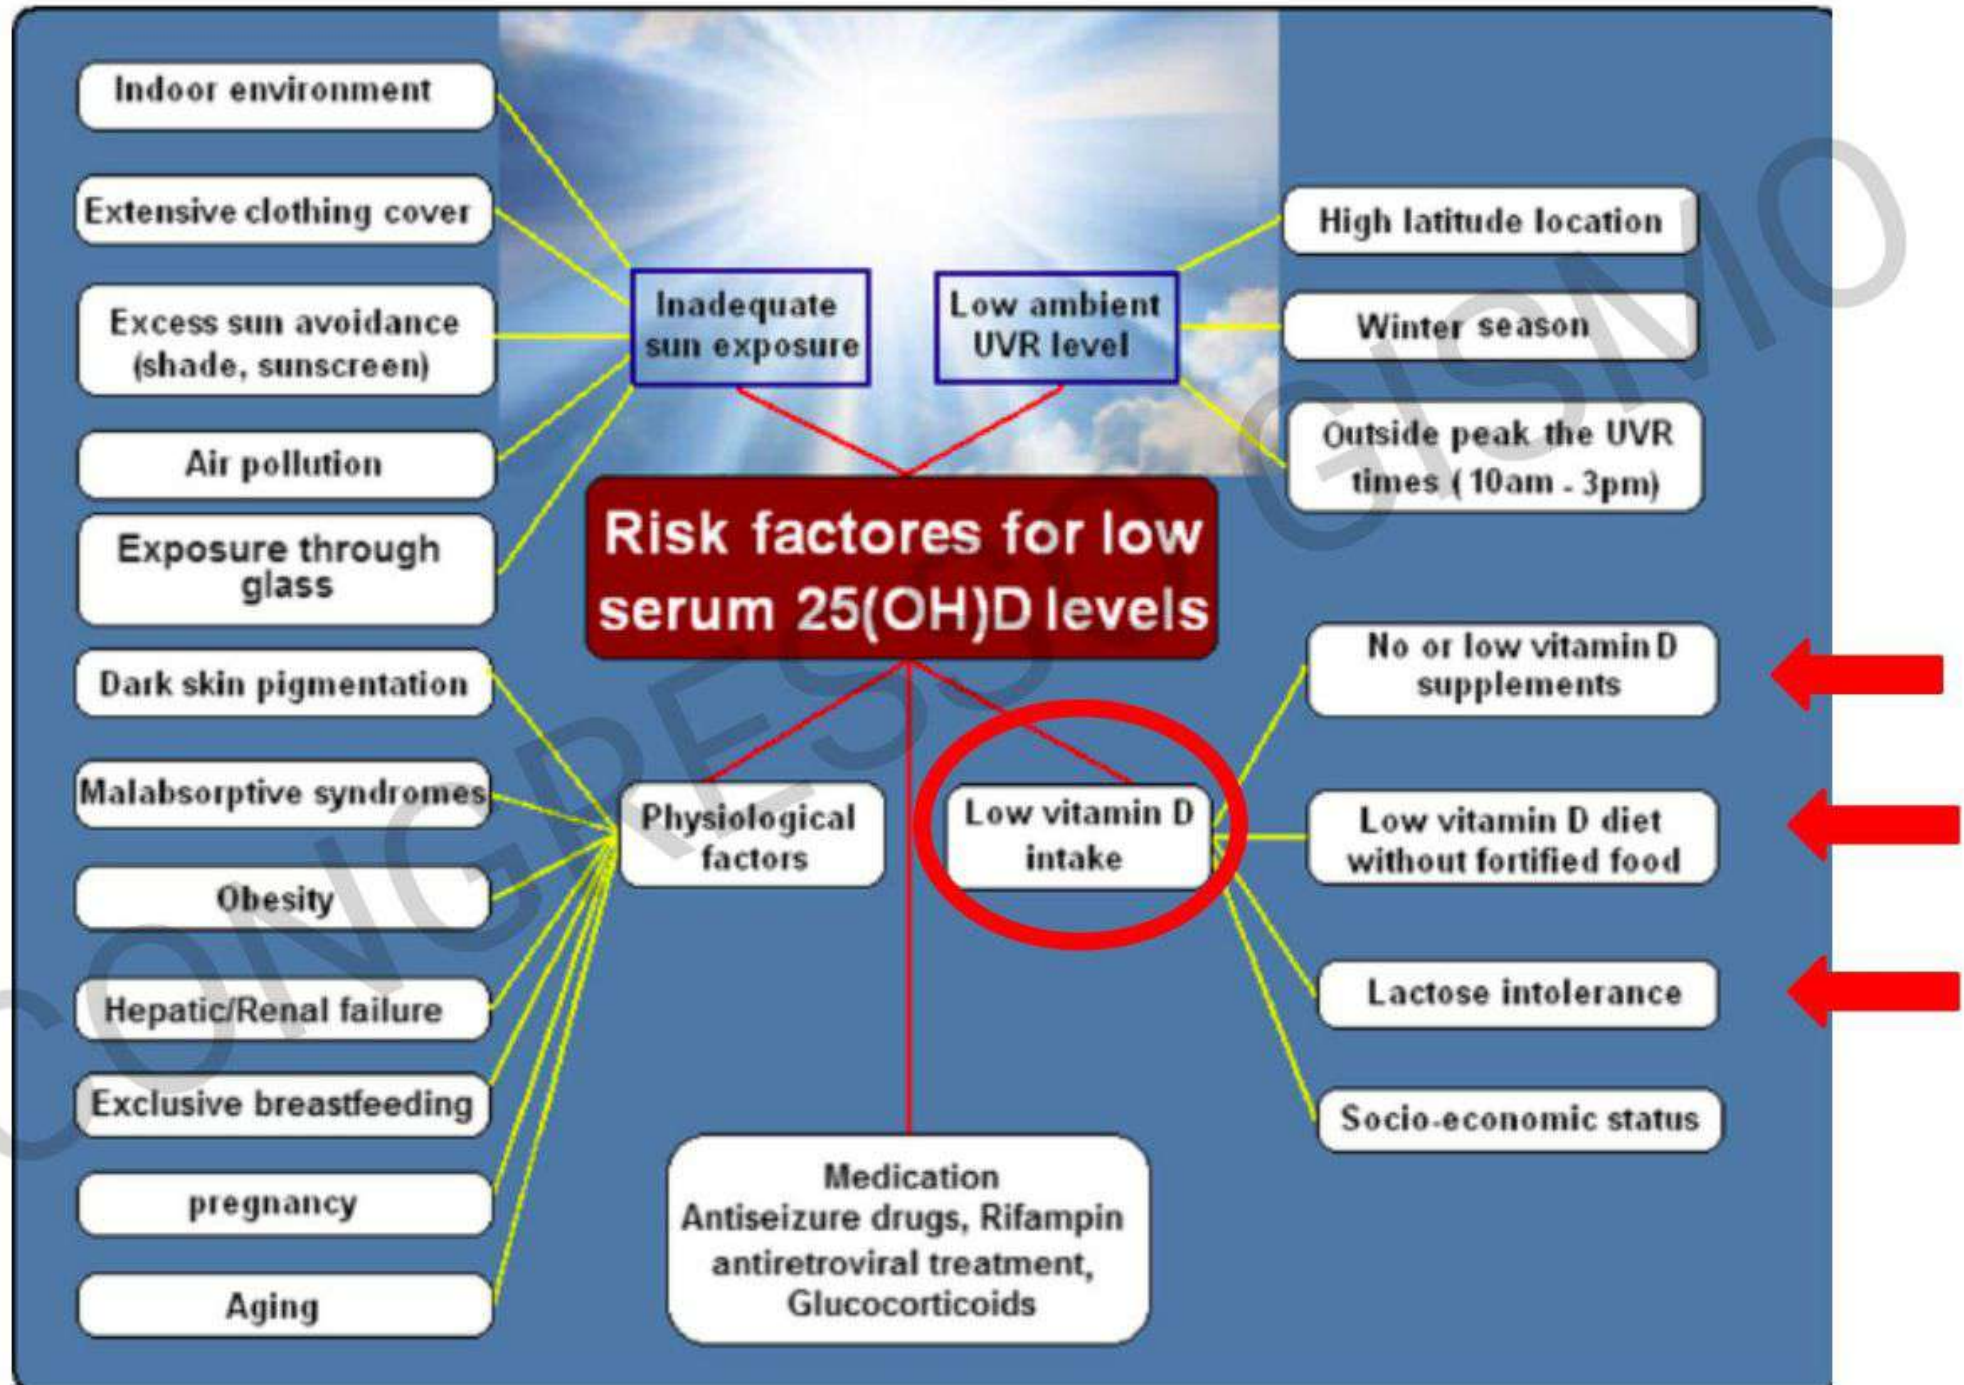 Indoor environment
Extensive clothing cover
Excess sun avoidance
(shade, sunscreen)
Air pollution
Exposure through
glass
Inadequate
sun exposure
Low ambient
UVR level
High latitude location
Winter season
Outside peak the UVR
times ( 10am - 3pm)
Risk factores for low
serum 25(OH)D levels
Dark skin pigmentation
Malabsorptive syndromes
Obesity
Hepatic/Renal failure
Exclusive breastfeeding
pregnancy
Aging
Physiological
factors
Low vitamin D
intake
No or low vitamin D
supplements
Low vitamin D diet
without fortified food
Lactose intolerance
Socio-economic status
Medication
Antiseizure drugs, Rifampin
antiretroviral treatment,
Glucocorticoids
CONGRESSO GISMO